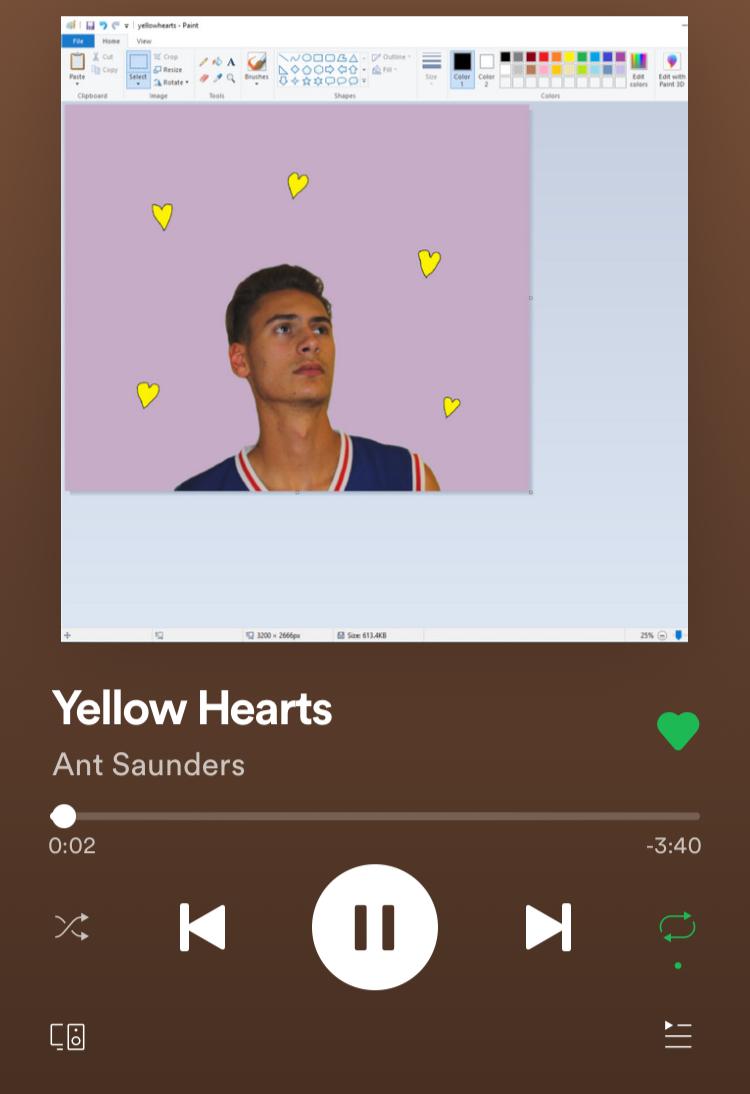 yellowhearts - Paint
File Home View
Paste
Cut
Copy
Clipboard
Select
Crop
Resize
Rotate
Image
A
Tools
Brushes
Shapes
Outline
Fill
Size
Color
1
Color
2
Colors
Edit
colors
Edit with
Paint 3D
3200 × 2666px Size: 613.4KB 25%
Yellow Hearts
Ant Saunders
0:02 -3:40